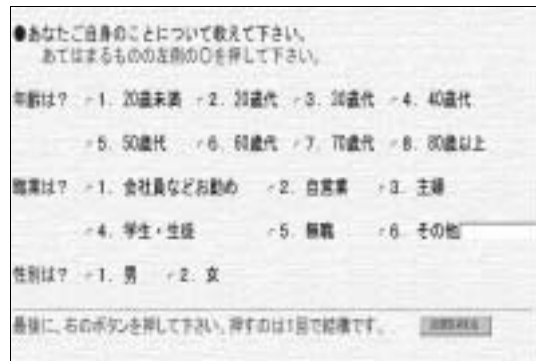 ●あなたご自身のことについて教えて下さい。
あてはまるものの左側の○を押して下さい。
年齢は? 1. 20歳未満 2. 20歳代 3. 30歳代 4. 40歳代
5. 50歳代 6. 60歳代 7. 70歳代 8. 80歳以上
職業は? 1. 会社員などお勤め 2. 自営業 3. 主婦
4. 学生・生徒 5. 無職 6. その他
性別は? 1. 男 2. 女
最後に、右のボタンを押して下さい。押すのは1回で結構です。